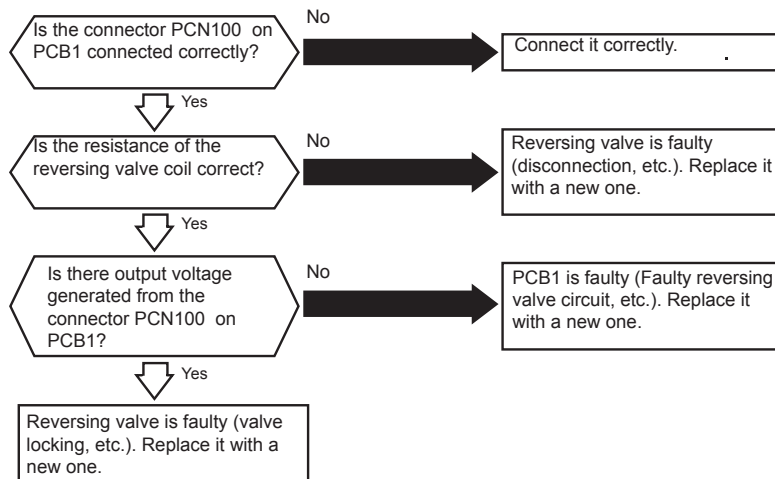 Is the connector PCN100 on
PCB1 connected correctly?
No
Connect it correctly.
Yes
Is the resistance of the
reversing valve coil correct?
No
Reversing valve is faulty
(disconnection, etc.). Replace it
with a new one.
Yes
Is there output voltage
generated from the
connector PCN100 on
PCB1?
No
PCB1 is faulty (Faulty reversing
valve circuit, etc.). Replace it
with a new one.
Yes
Reversing valve is faulty (valve
locking, etc.). Replace it with a
new one.